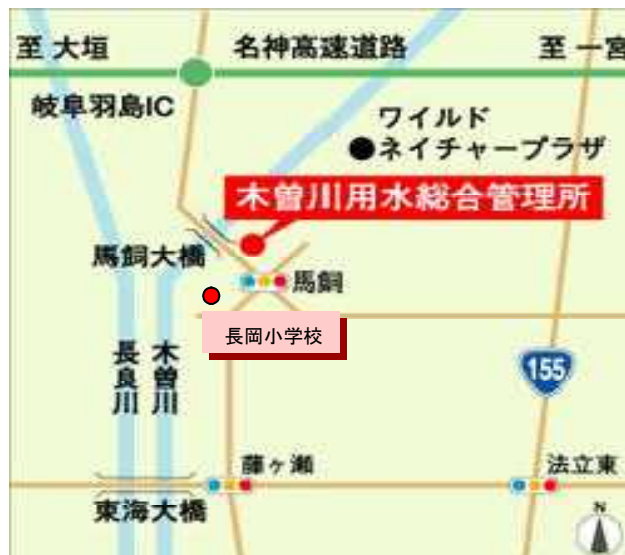 至 大垣
名神高速道路
至 一宮
岐阜羽島IC
ワイルド
ネイチャープラザ
木曽川用水総合管理所
馬飼大橋
馬飼
長岡小学校
長良川
木曽川
155
藤ヶ瀬
法立東
東海大橋
N